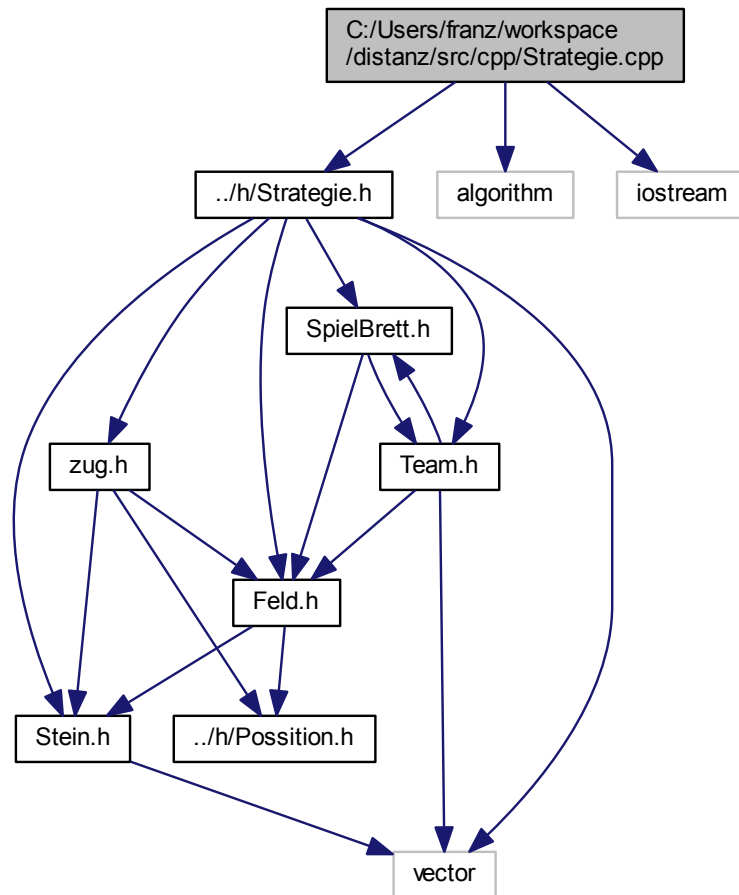 C:/Users/franz/workspace
/distanz/src/cpp/Strategie.cpp
../h/Strategie.h
algorithm
iostream
SpielBrett.h
zug.h
Team.h
Feld.h
Stein.h
../h/Possition.h
vector